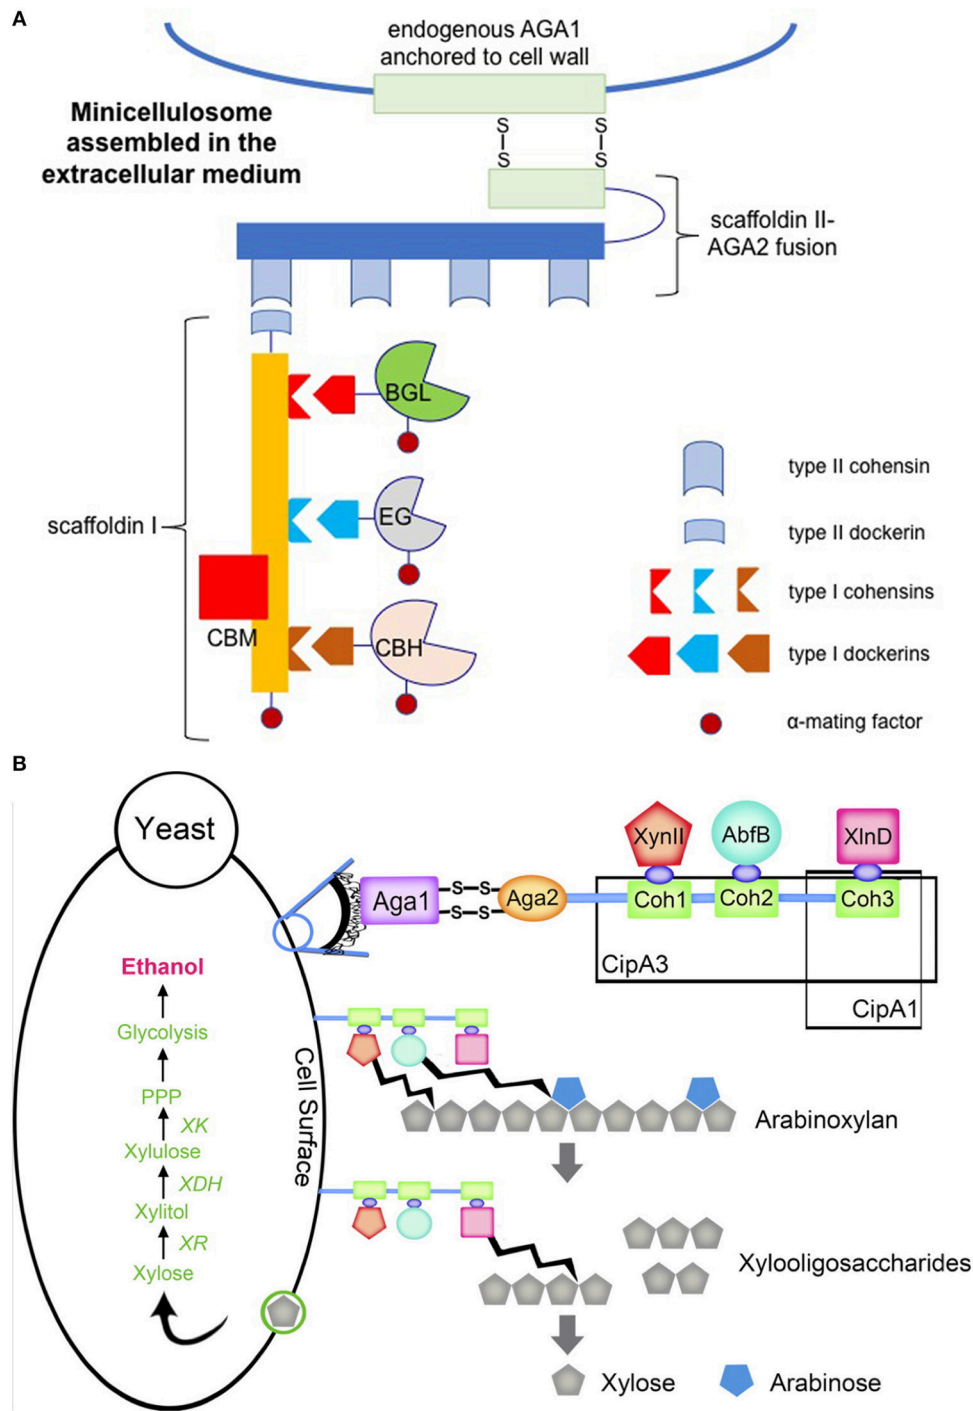 A
endogenous AGA1
anchored to cell wall
Minicellulosome
assembled in the
extracellular medium
S
S
S
S
scaffoldin II-
AGA2 fusion
BGL
type II cohensin
EG
scaffoldin I
type II dockerin
type I cohensins
CBM
CBH
type I dockerins
α-mating factor
B
Yeast
XynII
AbfB
XlnD
Aga1
S–S
S–S
Aga2
Coh1
Coh2
Coh3
CipA3
CipA1
Ethanol
Glycolysis
Cell Surface
PPP
XK
Xylulose
XDH
Xylitol
XR
Xylose
Arabinoxylan
Xylooligosaccharides
Xylose
Arabinose